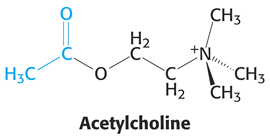 O
CH₃
H₂
C
C
+N
H₃C
O
C
CH₃
H₂
CH₃
Acetylcholine